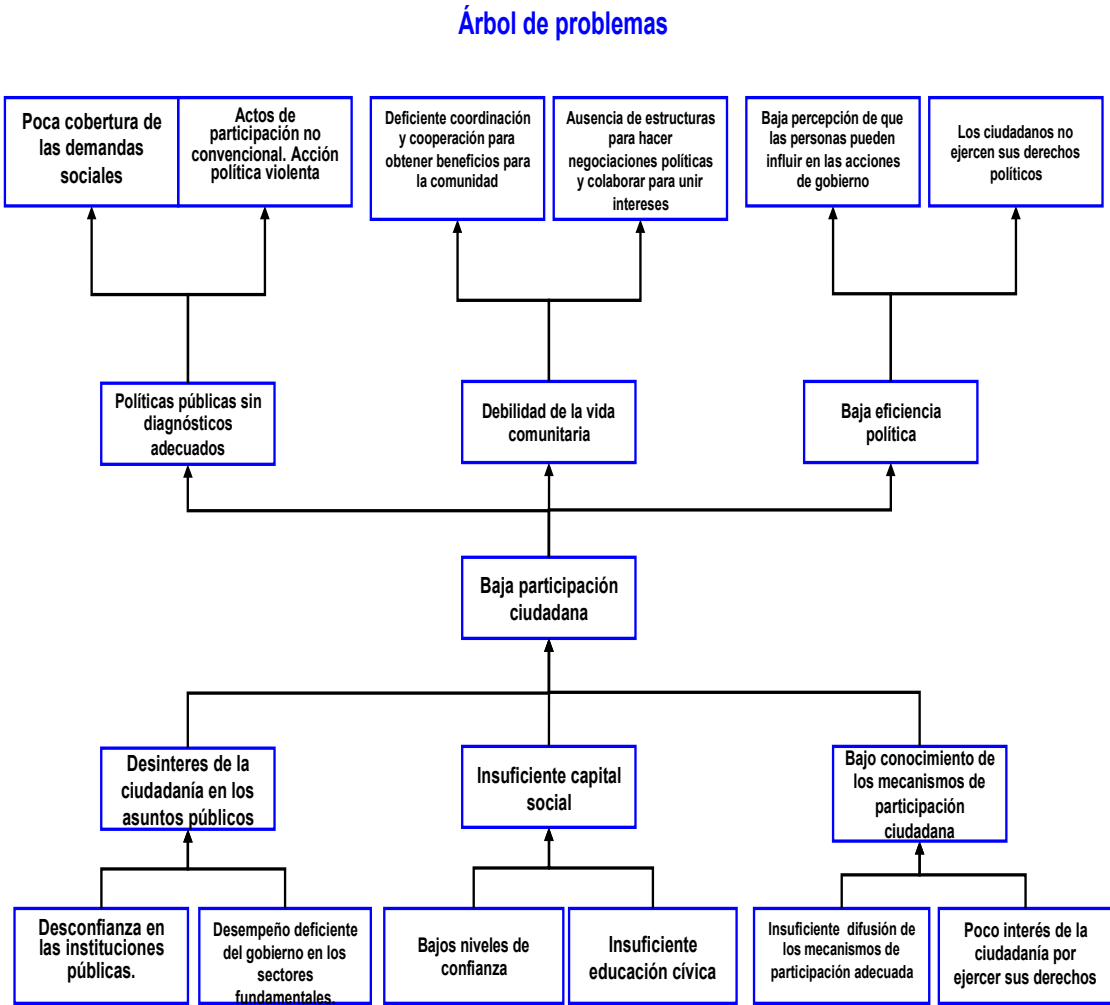 Árbol de problemas
Poca cobertura de
las demandas
sociales
Actos de
participación no
convencional. Acción
política violenta
Deficiente coordinación
y cooperación para
obtener beneficios para
la comunidad
Ausencia de estructuras
para hacer
negociaciones políticas
y colaborar para unir
intereses
Baja percepción de que
las personas pueden
influir en las acciones
de gobierno
Los ciudadanos no
ejercen sus derechos
políticos
Políticas públicas sin
diagnósticos
adecuados
Debilidad de la vida
comunitaria
Baja eficiencia
política
Baja participación
ciudadana
Desinteres de la
ciudadanía en los
asuntos públicos
Insuficiente capital
social
Bajo conocimiento de
los mecanismos de
participación
ciudadana
Desconfianza en
las instituciones
públicas.
Desempeño deficiente
del gobierno en los
sectores
fundamentales.
Bajos niveles de
confianza
Insuficiente
educación cívica
Insuficiente difusión de
los mecanismos de
participación adecuada
Poco interés de la
ciudadanía por
ejercer sus derechos